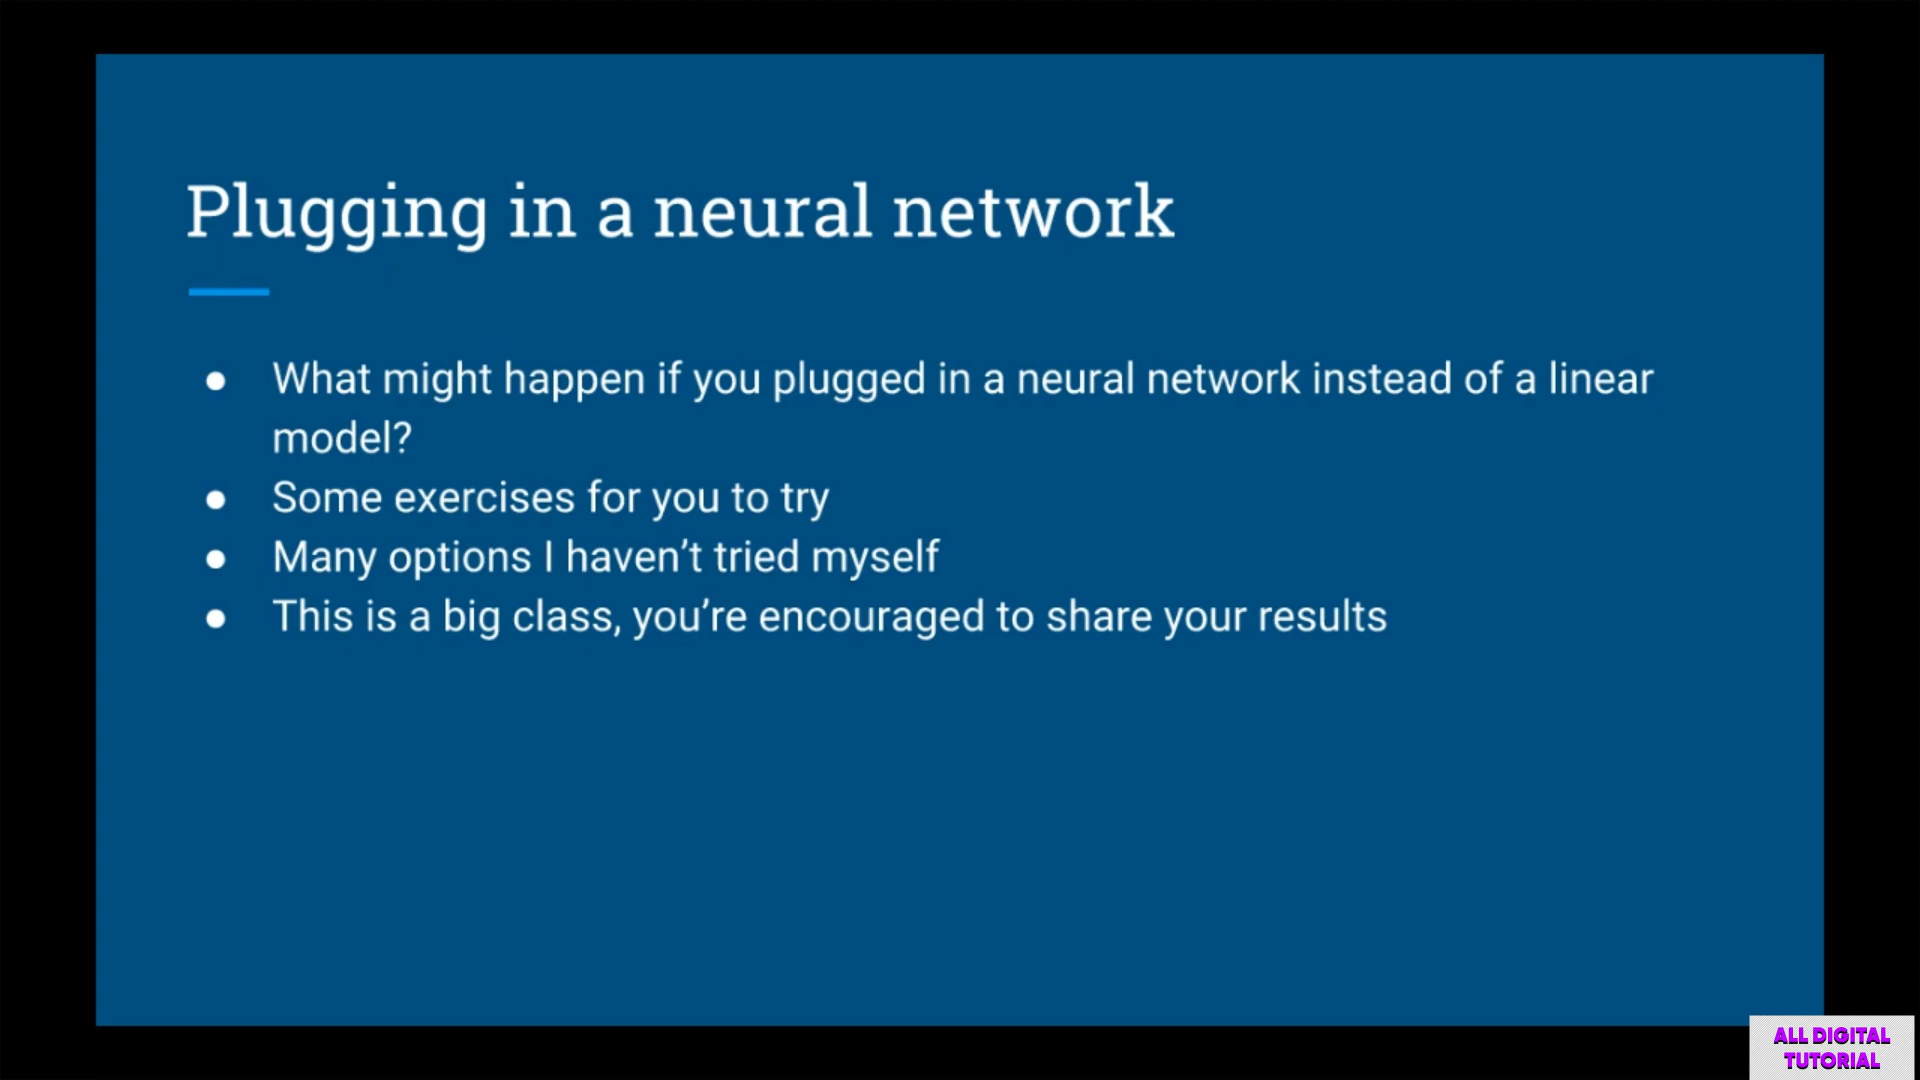 Plugging in a neural network
● What might happen if you plugged in a neural network instead of a linear
model?
● Some exercises for you to try
● Many options I haven’t tried myself
● This is a big class, you’re encouraged to share your results
ALL DIGITAL
TUTORIAL